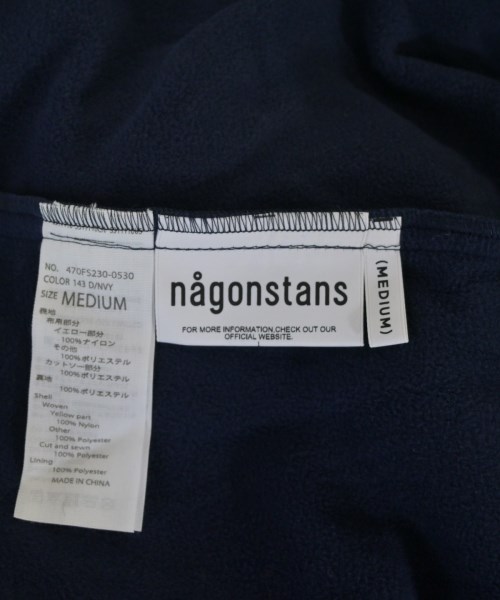 NO. 470FS230-0530
COLOR 143 D/NVY
SIZE MEDIUM
表地
布帛部分
イエロー部分
100%ナイロン
その他
100%ポリエステル
カットソー部分
100%ポリエステル
裏地
100%ポリエステル
Shell
Woven
Yellow part
100% Nylon
Other
100% Polyester
Cut and sewn
100% Polyester
Lining
100% Polyester
MADE IN CHINA
någonstans
FOR MORE INFORMATION,CHECK OUT OUR
OFFICIAL WEBSITE.
(MEDIUM)